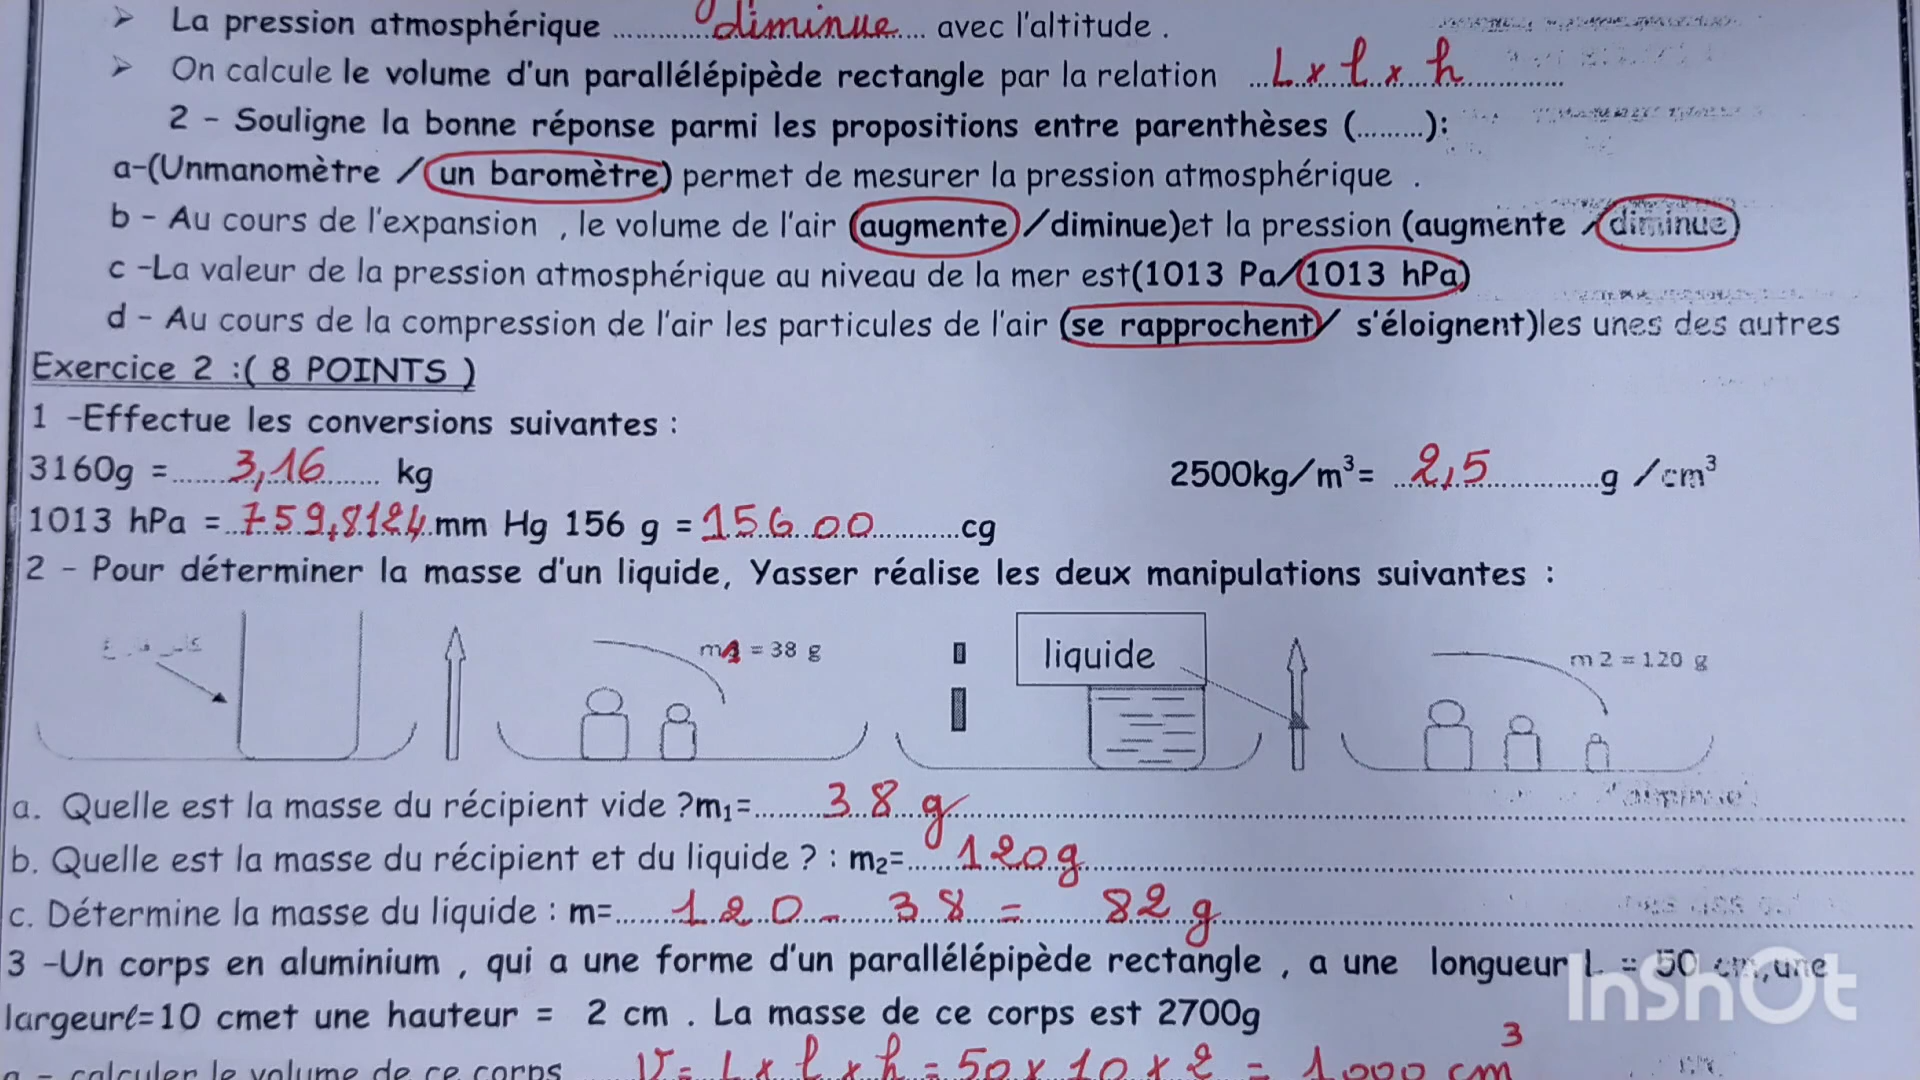 ➢ La pression atmosphérique ............diminue.... avec l'altitude .
➢ On calcule le volume d'un parallélépipède rectangle par la relation ...L x l x h..............
2 - Souligne la bonne réponse parmi les propositions entre parenthèses (.........):
a-(Unmanomètre / un baromètre) permet de mesurer la pression atmosphérique .
b - Au cours de l'expansion , le volume de l'air (augmente /diminue)et la pression (augmente /diminue)
c -La valeur de la pression atmosphérique au niveau de la mer est(1013 Pa/1013 hPa)
d - Au cours de la compression de l'air les particules de l'air (se rapprochent/ s'éloignent)les unes des autres
Exercice 2 :( 8 POINTS )
1 -Effectue les conversions suivantes :
3160g =.......3,16....... kg 2500kg/m³= ....2,5..............g /cm³
1013 hPa =..759,8124.mm Hg 156 g =15600............cg
2 - Pour déterminer la masse d'un liquide, Yasser réalise les deux manipulations suivantes :
m1 = 38 g liquide m 2 = 120 g
a. Quelle est la masse du récipient vide ?m₁=..........38 g..........
b. Quelle est la masse du récipient et du liquide ? : m₂=......120g..........
c. Détermine la masse du liquide : m=......120 - 38 = 82 g..........
3 -Un corps en aluminium , qui a une forme d'un parallélépipède rectangle , a une longueur L = 50 cm,une
largeurℓ=10 cmet une hauteur = 2 cm . La masse de ce corps est 2700g
a - calculer le volume de ce corps V = L x l x h = 50 x 10 x 2 = 1000 cm³
InShOt